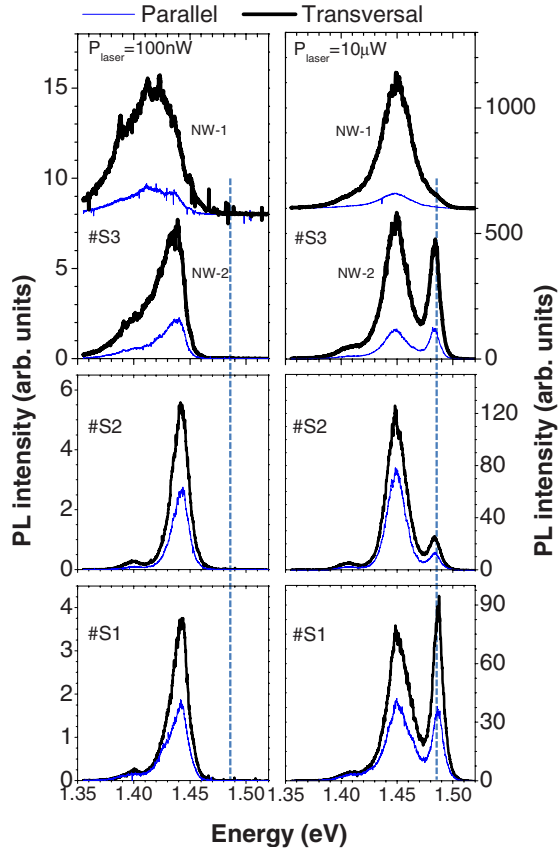 Parallel Transversal
P laser=100nW
P laser=10μW
15
10
5
0
NW-1
#S3
NW-2
NW-1
#S3
NW-2
1100
500
0
6
4
2
0
#S2
#S2
120
80
40
0
4
3
2
1
0
#S1
#S1
90
60
30
0
1.35 1.40 1.45 1.50 1.35 1.40 1.45 1.50
PL intensity (arb. units)
PL intensity (arb. units)
Energy (eV)